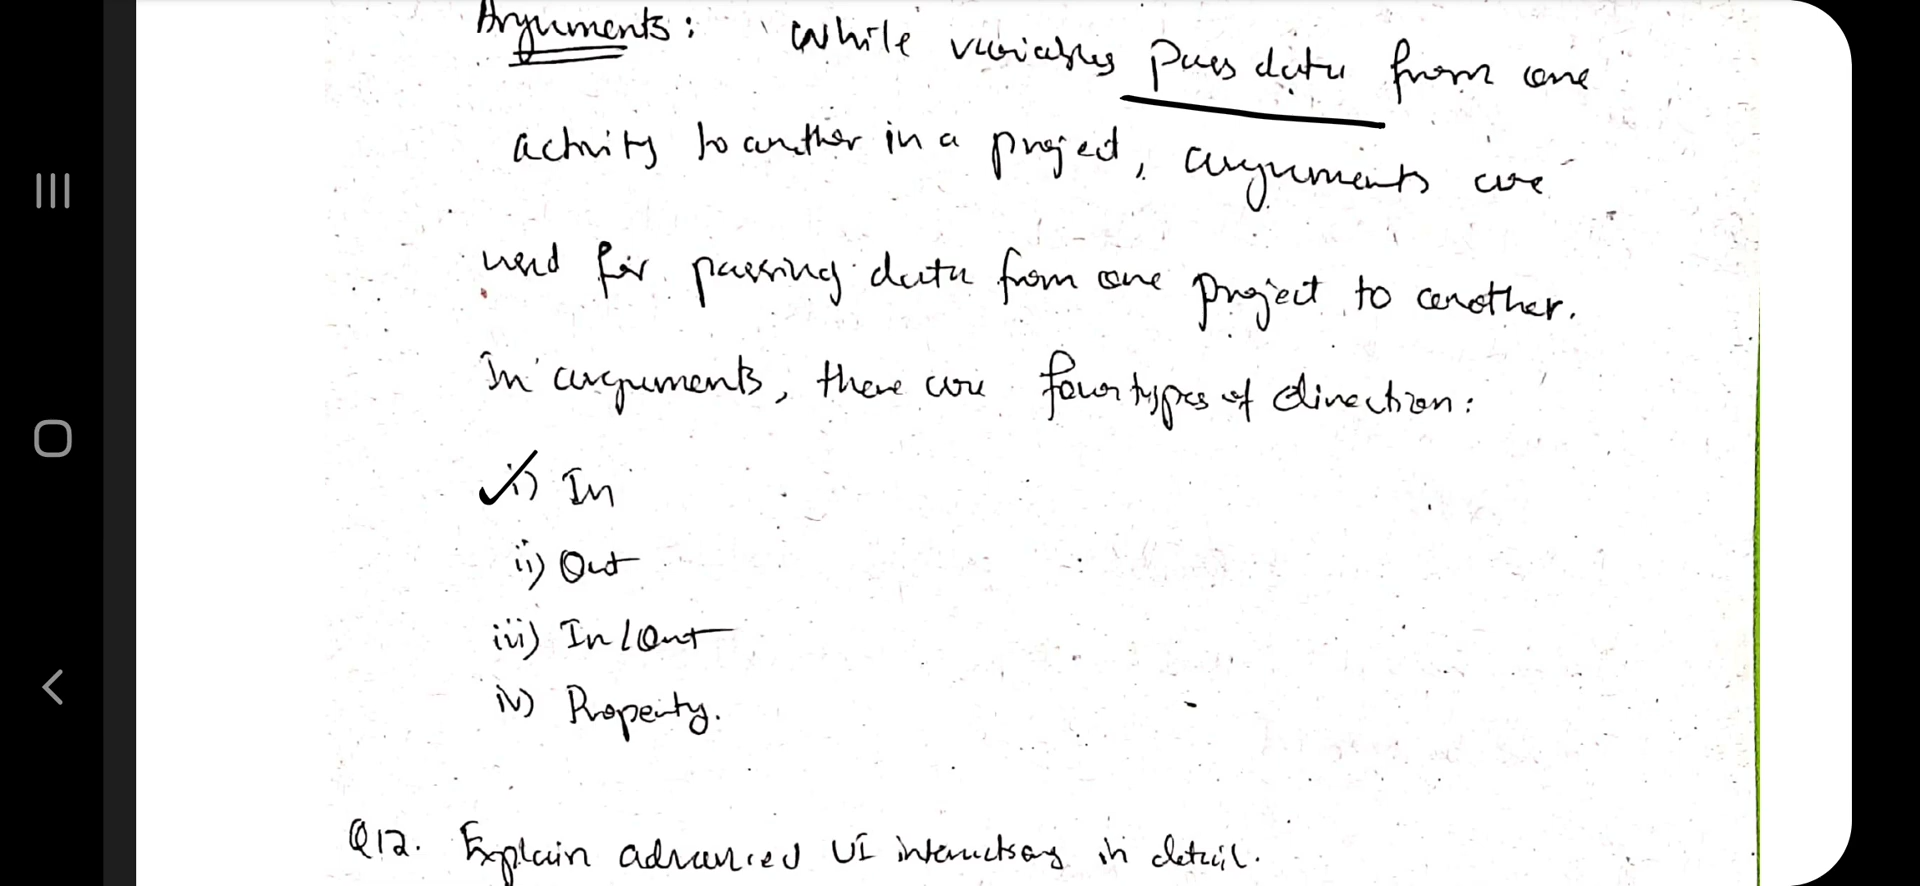 Arguments: While variables pass data from one
activity to another in a project, arguments are
used for passing data from one project to another.
In arguments, there are four types of direction:
i) In
ii) Out
iii) In/Out
iv) Property.
Q12. Explain advanced UI interactions in detail.